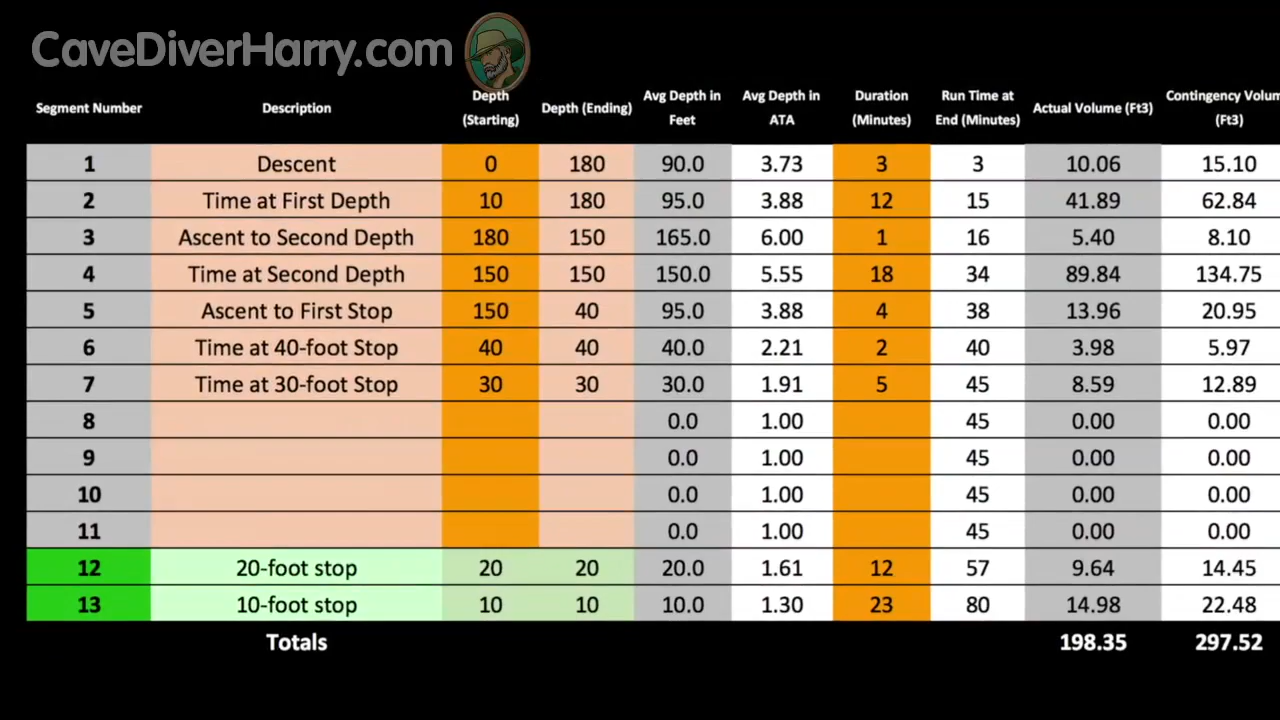 CaveDiverHarry.com
Segment Number Description Depth (Starting) Depth (Ending) Avg Depth in Feet Avg Depth in ATA Duration (Minutes) Run Time at End (Minutes) Actual Volume (Ft3) Contingency Volum (Ft3)
1 Descent 0 180 90.0 3.73 3 3 10.06 15.10
2 Time at First Depth 10 180 95.0 3.88 12 15 41.89 62.84
3 Ascent to Second Depth 180 150 165.0 6.00 1 16 5.40 8.10
4 Time at Second Depth 150 150 150.0 5.55 18 34 89.84 134.75
5 Ascent to First Stop 150 40 95.0 3.88 4 38 13.96 20.95
6 Time at 40-foot Stop 40 40 40.0 2.21 2 40 3.98 5.97
7 Time at 30-foot Stop 30 30 30.0 1.91 5 45 8.59 12.89
8 0.0 1.00 45 0.00 0.00
9 0.0 1.00 45 0.00 0.00
10 0.0 1.00 45 0.00 0.00
11 0.0 1.00 45 0.00 0.00
12 20-foot stop 20 20 20.0 1.61 12 57 9.64 14.45
13 10-foot stop 10 10 10.0 1.30 23 80 14.98 22.48
Totals 198.35 297.52